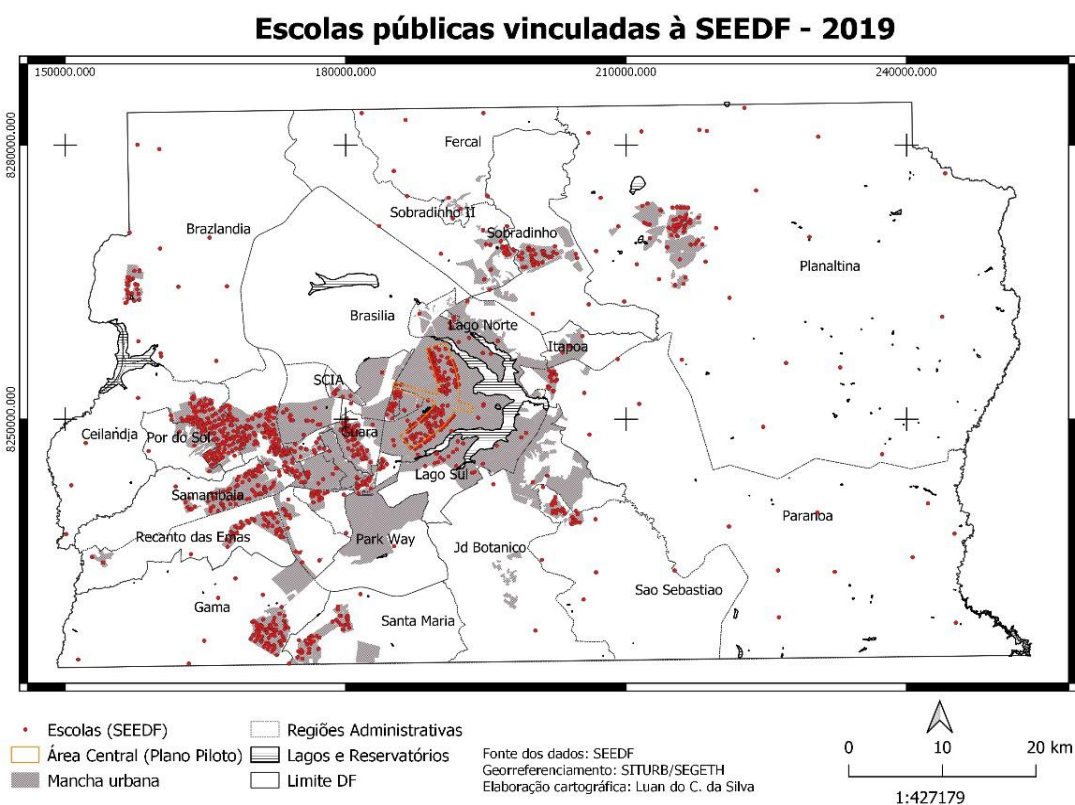 Escolas públicas vinculadas à SEEDF - 2019
150000.000 180000.000 210000.000 240000.000
8280000.000
8250000.000
Fercal
Sobradinho II
Brazlandia
Sobradinho
Planaltina
Brasilia
Lago Norte
Itapoa
SCIA
Ceilandia
Por do Sol
Guara
Lago Sul
Samambaia
Paranoa
Recanto das Emas
Park Way
Jd Botanico
Sao Sebastiao
Gama
Santa Maria
Escolas (SEEDF)
Área Central (Plano Piloto)
Mancha urbana
Regiões Administrativas
Lagos e Reservatórios
Limite DF
Fonte dos dados: SEEDF
Georreferenciamento: SITURB/SEGETH
Elaboração cartográfica: Luan do C. da Silva
0 10 20 km
1:427179